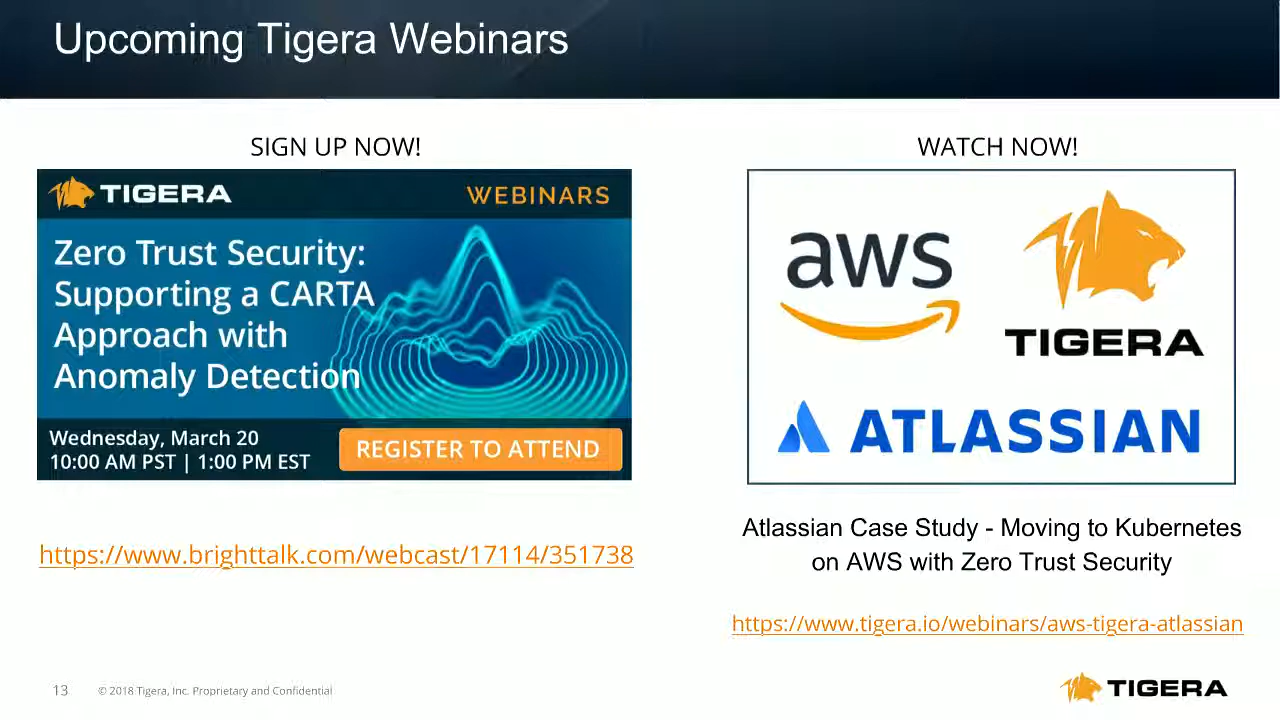 Upcoming Tigera Webinars
SIGN UP NOW!
TIGERA
WEBINARS
Zero Trust Security:
Supporting a CARTA
Approach with
Anomaly Detection
Wednesday, March 20
10:00 AM PST | 1:00 PM EST
REGISTER TO ATTEND
https://www.brighttalk.com/webcast/17114/351738
WATCH NOW!
aws
TIGERA
ATLASSIAN
Atlassian Case Study - Moving to Kubernetes
on AWS with Zero Trust Security
https://www.tigera.io/webinars/aws-tigera-atlassian
13
© 2018 Tigera, Inc. Proprietary and Confidential
TIGERA